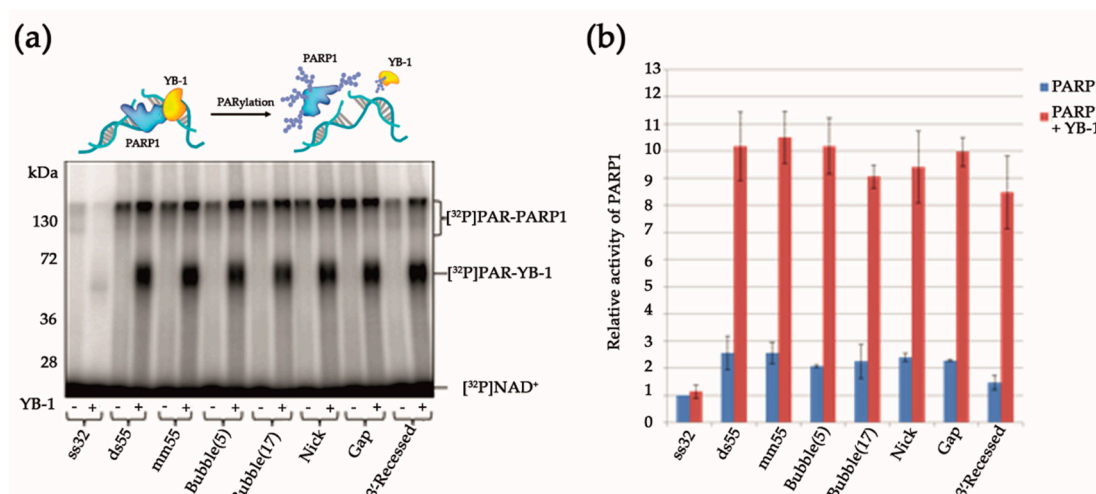 (a)
PARP1
YB-1
YB-1
PARylation
PARP1
kDa
130
72
36
28
[³²P]PAR-PARP1
[³²P]PAR-YB-1
[³²P]NAD⁺
YB-1 - + - + - + - + - + - + - + - +
ss32
ds55
mm55
Bubble(5)
Bubble(17)
Nick
Gap
3'-Recessed
(b)
Relative activity of PARP1
13
12
11
10
9
8
7
6
5
4
3
2
1
0
ss32
ds55
mm55
Bubble(5)
Bubble(17)
Nick
Gap
3'-Recessed
PARP
PARP
+ YB-1